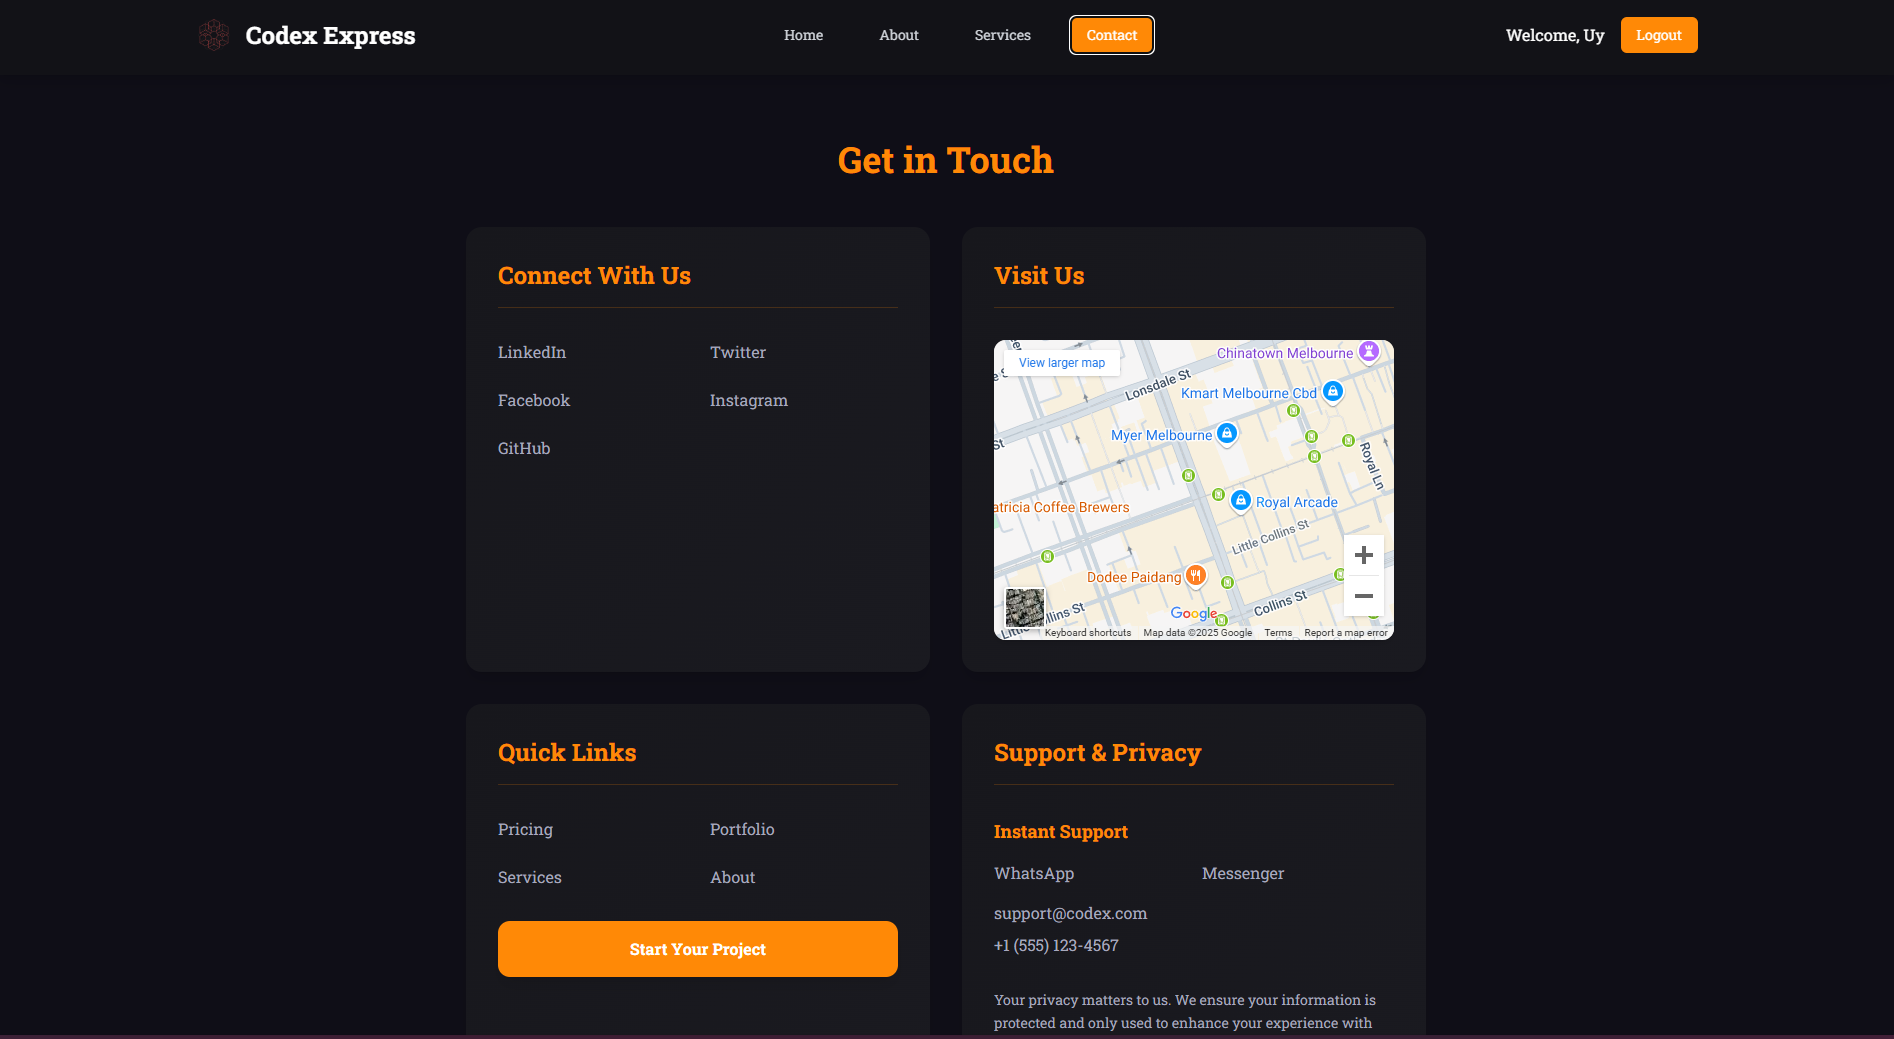 Codex Express
Home
About
Services
Contact
Welcome, Uy
Logout
Get in Touch
Connect With Us
LinkedIn
Twitter
Facebook
Instagram
GitHub
Visit Us
View larger map
Chinatown Melbourne
Lonsdale St
Kmart Melbourne Cbd
Myer Melbourne
Royal Ln
atricia Coffee Brewers
Royal Arcade
Little Collins St
Dodee Paidang
Collins St
Google
Keyboard shortcuts
Map data ©2025 Google
Terms
Report a map error
Quick Links
Pricing
Portfolio
Services
About
Start Your Project
Support & Privacy
Instant Support
WhatsApp
Messenger
support@codex.com
+1 (555) 123-4567
Your privacy matters to us. We ensure your information is
protected and only used to enhance your experience with